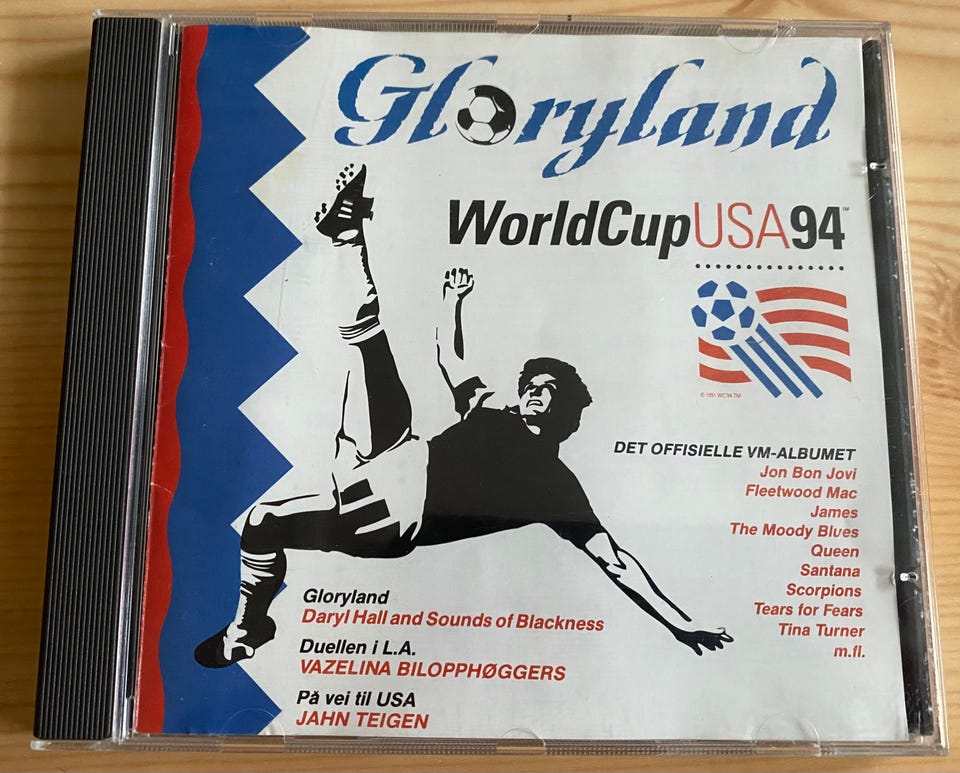 Gloryland
WorldCupUSA94™
© 1991 WC'94 TM
DET OFFISIELLE VM-ALBUMET
Jon Bon Jovi
Fleetwood Mac
James
The Moody Blues
Queen
Santana
Scorpions
Tears for Fears
Tina Turner
m.fl.
Gloryland
Daryl Hall and Sounds of Blackness
Duellen i L.A.
VAZELINA BILOPPHØGGERS
På vei til USA
JAHN TEIGEN